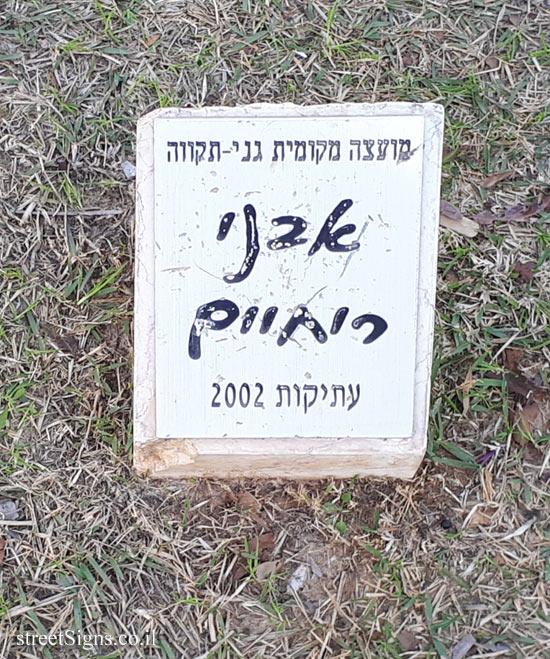 מועצה מקומית גני-תקווה
אבני
ריחיים
עתיקות 2002
streetSigns.co.il